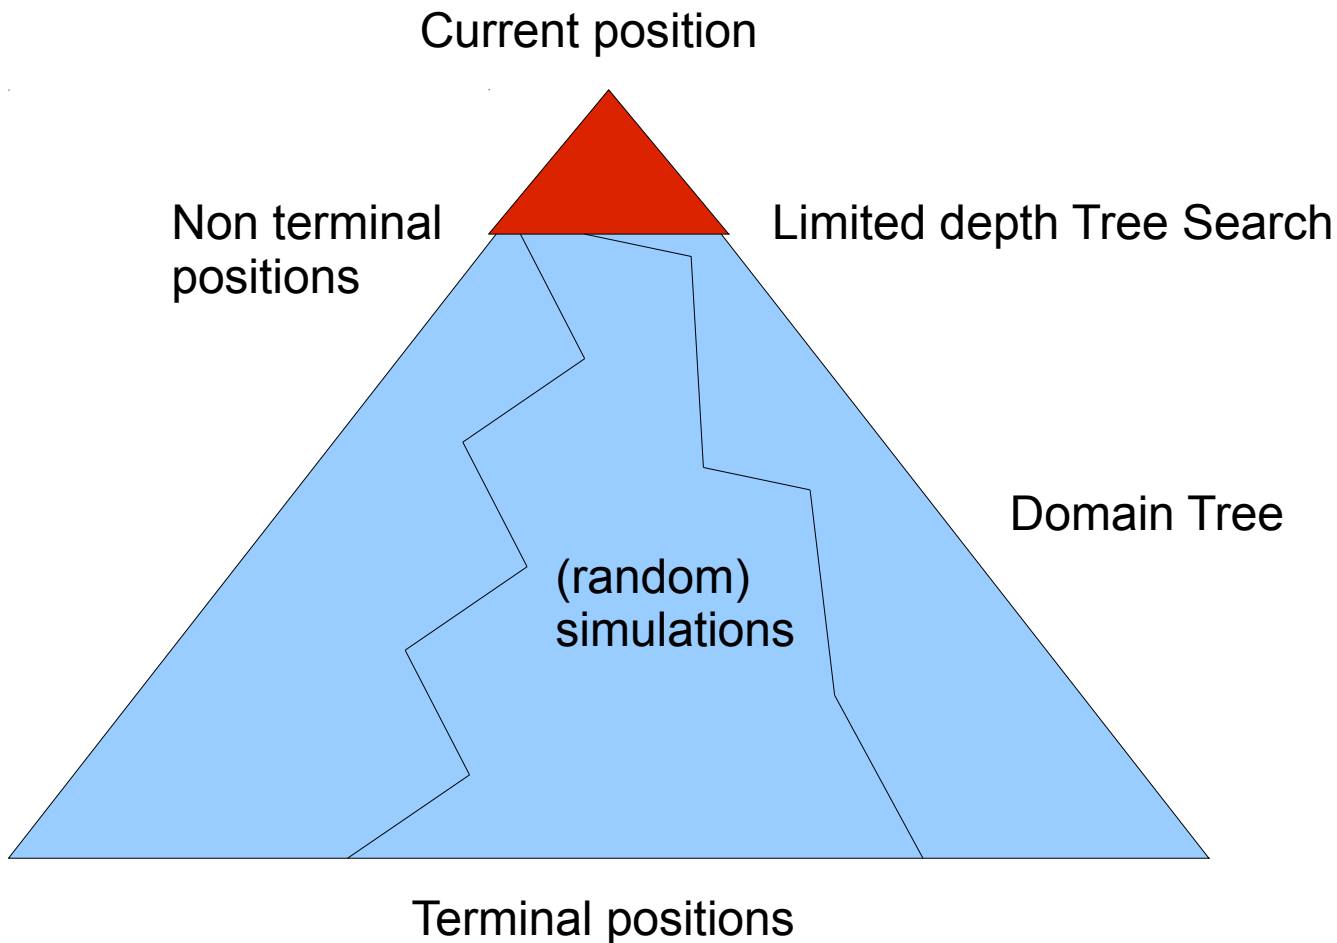 Current position
Non terminal
positions
Limited depth Tree Search
Domain Tree
(random)
simulations
Terminal positions